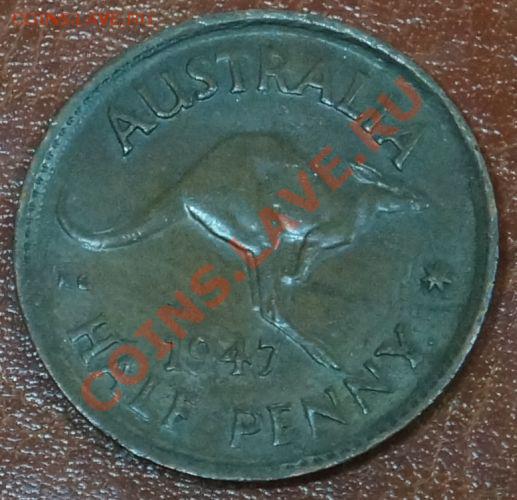 COINS.LAVE.RU
AUSTRALIA
COINS.LAVE.RU
1947
HALF PENNY.